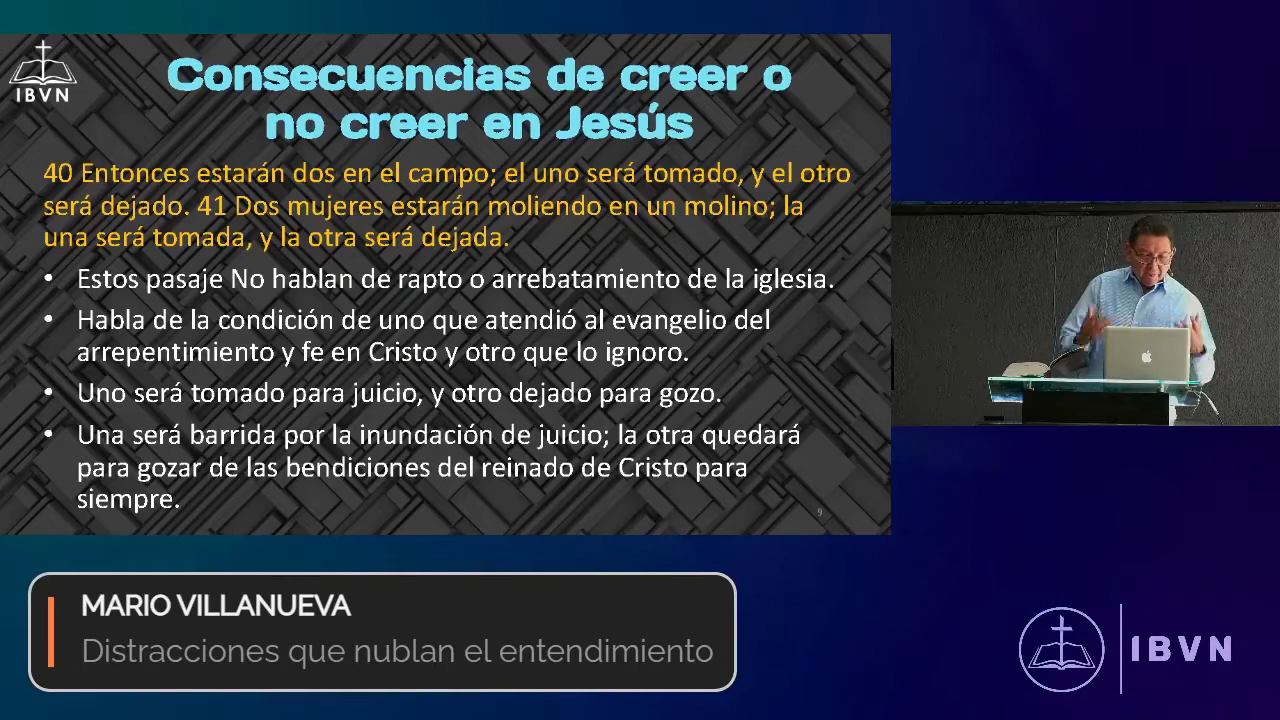 IBVN
Consecuencias de creer o
no creer en Jesús
40 Entonces estarán dos en el campo; el uno será tomado, y el otro
será dejado. 41 Dos mujeres estarán moliendo en un molino; la
una será tomada, y la otra será dejada.
• Estos pasaje No hablan de rapto o arrebatamiento de la iglesia.
• Habla de la condición de uno que atendió al evangelio del
arrepentimiento y fe en Cristo y otro que lo ignoro.
• Uno será tomado para juicio, y otro dejado para gozo.
• Una será barrida por la inundación de juicio; la otra quedará
para gozar de las bendiciones del reinado de Cristo para
siempre.
9
MARIO VILLANUEVA
Distracciones que nublan el entendimiento
IBVN